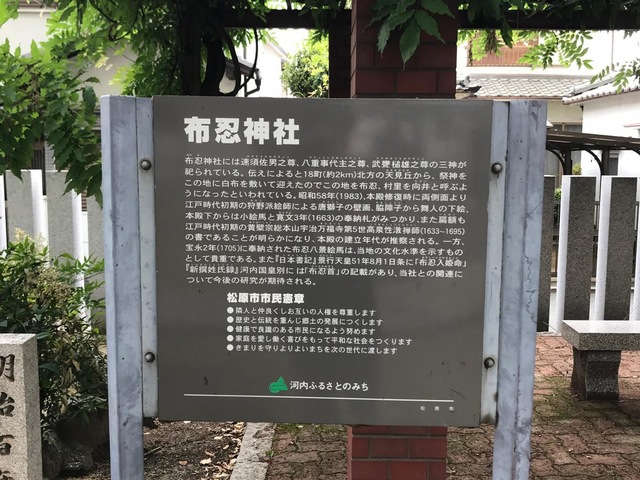 布忍神社
布忍神社には速須佐男之尊、八重事代主之尊、武甕槌雄之尊の三神が
祀られている。伝えによると18町(約2km)北方の天見丘から、祭神を
この地に白布を敷いて迎えたのでこの地を布忍、村里を向井と呼ぶよ
うになったといわれている。昭和58年(1983)、本殿修復時に両側面より
江戸時代初期の狩野派絵師による唐獅子の壁画、脇障子から舞人の下絵、
本殿下からは小絵馬と寛文3年(1663)の奉納札がみつかり、また扁額も
江戸時代初期の黄檗宗総本山宇治万福寺第5世高泉性潡禅師(1633~1695)
の書であることが明らかになり、本殿の建立年代が推察される。一方、
宝永2年(1705)に奉納された布忍八景絵馬は、当地の文化水準を示すもの
として貴重である。また『日本書紀』景行天皇51年8月1日条に「布忍入姫命」
『新撰姓氏録』河内国皇別に は「布忍首」の記載があり、当社との関連に
ついて今後の研究が期待される。
松原市市民憲章
●隣人と仲良くしお互いの人権を尊重します
●歴史と伝統を重んじ郷土の発展につくします
●健康で良識のある市民になるよう努めます
●家庭を愛し働く喜びをもって平和な社会をつくります
●きまりを守りよりよいまちを次の世代に渡します
河内ふるさとのみち
松原市
明治百